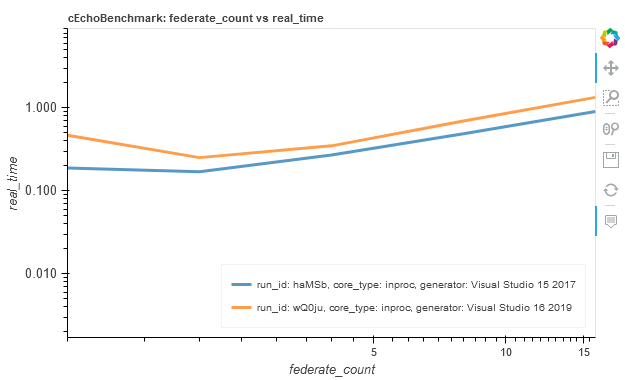 cEchoBenchmark: federate_count vs real_time
1.000
0.100
0.010
real_time
run_id: haMSb, core_type: inproc, generator: Visual Studio 15 2017
run_id: wQ0ju, core_type: inproc, generator: Visual Studio 16 2019
5
10
15
federate_count